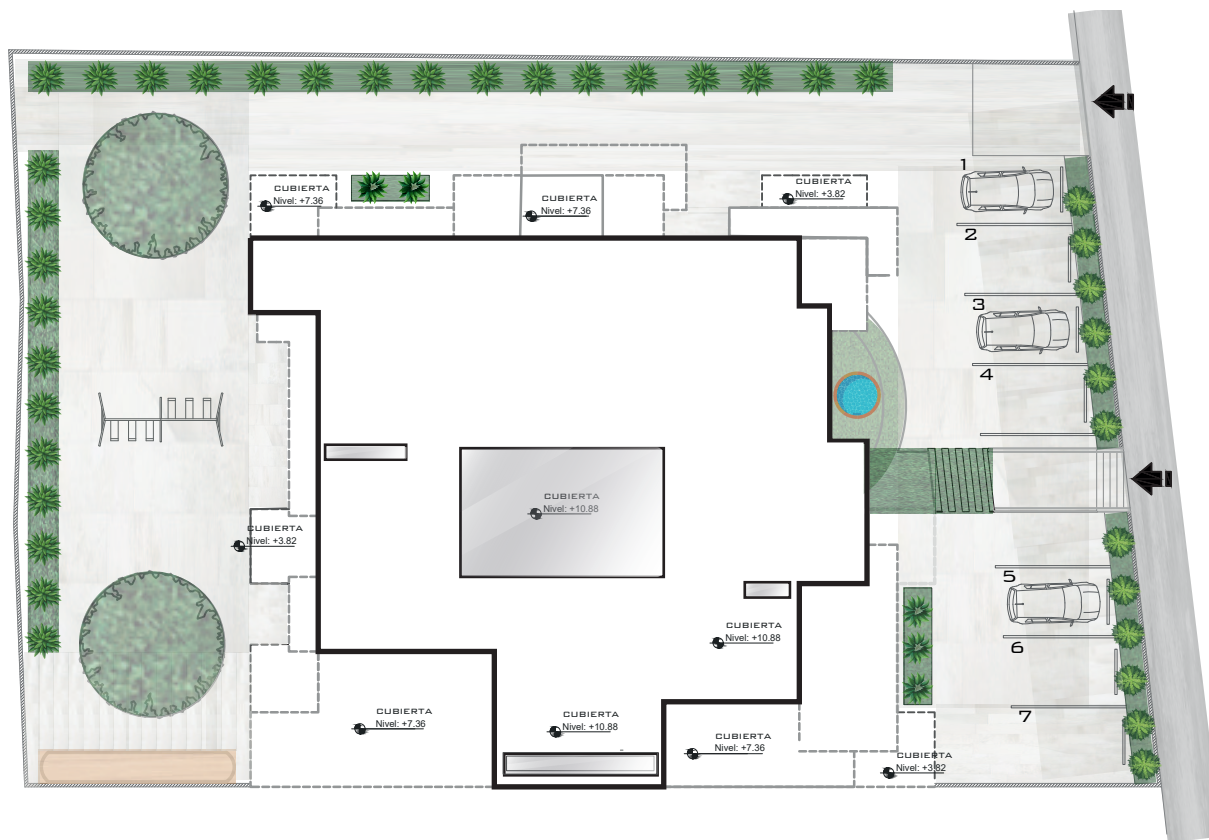 1
CUBIERTA
Nivel: +7.36
CUBIERTA
Nivel: +7.36
CUBIERTA
Nivel: +3.82
2
3
4
CUBIERTA
Nivel: +10.88
CUBIERTA
Nivel: +3.82
5
CUBIERTA
Nivel: +10.88
6
CUBIERTA
Nivel: +7.36
CUBIERTA
Nivel: +10.88
7
CUBIERTA
Nivel: +7.36
CUBIERTA
Nivel: +3.82